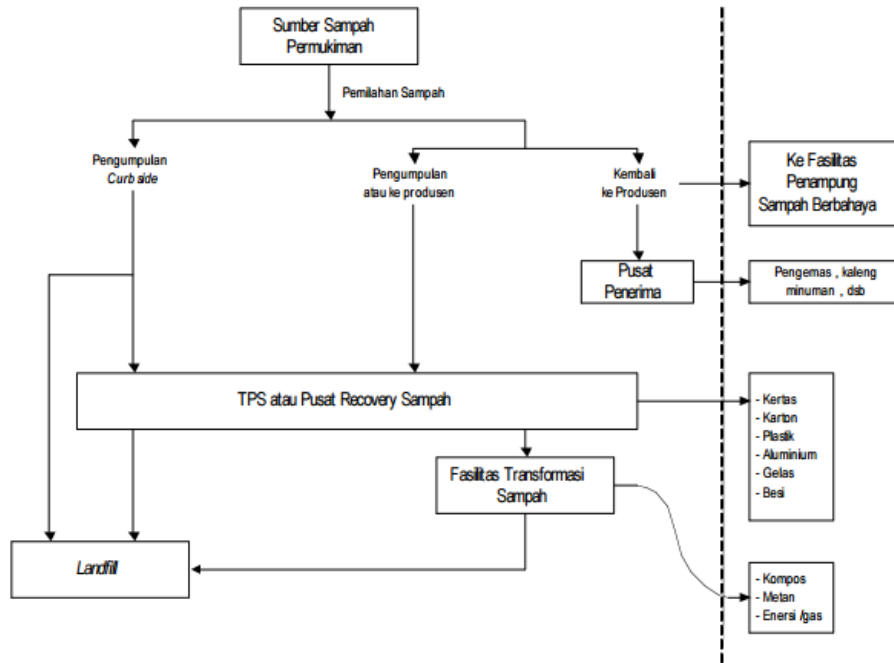 Sumber Sampah
Permukiman
Pemilahan Sampah
Pengumpulan
Curb side
Pengumpulan
atau ke produsen
Kembali
ke Produsen
Ke Fasilitas
Penampung
Sampah Berbahaya
Pusat
Penerima
Pengemas , kaleng
minuman , dsb
TPS atau Pusat Recovery Sampah
- Kertas
- Karton
- Plastik
- Aluminium
- Gelas
- Besi
Fasilitas Transformasi
Sampah
Landfill
- Kompos
- Metan
- Enersi /gas